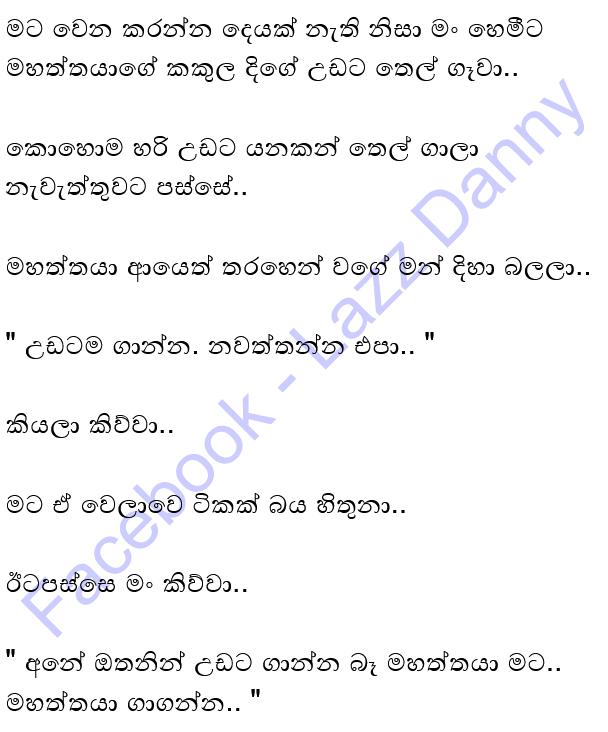 මට වෙන කරන්න දෙයක් නැති නිසා මං හෙමීට
මහත්තයාගේ කකුල දිගේ උඩට තෙල් ගෑවා..
කොහොම හරි උඩට යනකන් තෙල් ගාලා
නැවැත්තුවට පස්සේ..
මහත්තයා ආයෙත් තරහෙන් වගේ මන් දිහා බලලා..
" උඩටම ගාන්න. නවත්තන්න එපා.. "
කියලා කිව්වා..
මට ඒ වෙලාවෙ ටිකක් බය හිතුනා..
ඊටපස්සෙ මං කිව්වා..
" අනේ ඔතනින් උඩට ගාන්න බෑ මහත්තයා මට..
මහත්තයා ගාගන්න.. "
Facebook - Lazz Danny